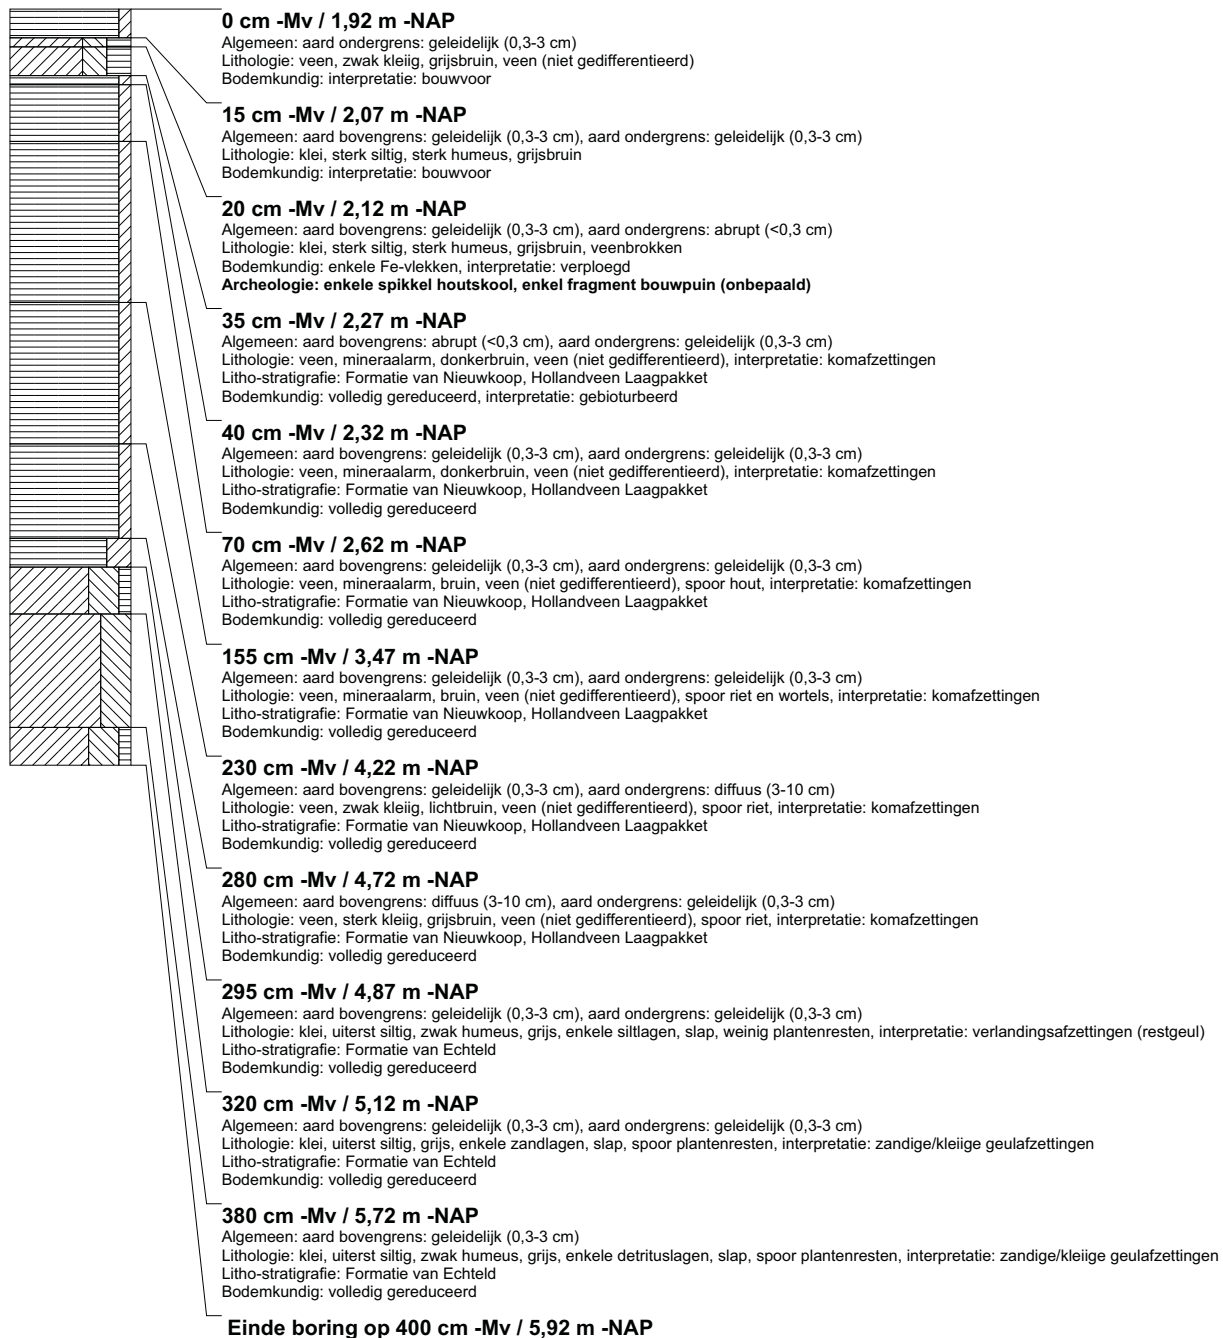 0 cm -Mv / 1,92 m -NAP
Algemeen: aard ondergrens: geleidelijk (0,3-3 cm)
Lithologie: veen, zwak kleiig, grijsbruin, veen (niet gedifferentieerd)
Bodemkundig: interpretatie: bouwvoor
15 cm -Mv / 2,07 m -NAP
Algemeen: aard bovengrens: geleidelijk (0,3-3 cm), aard ondergrens: geleidelijk (0,3-3 cm)
Lithologie: klei, sterk siltig, sterk humeus, grijsbruin
Bodemkundig: interpretatie: bouwvoor
20 cm -Mv / 2,12 m -NAP
Algemeen: aard bovengrens: geleidelijk (0,3-3 cm), aard ondergrens: abrupt (<0,3 cm)
Lithologie: klei, sterk siltig, sterk humeus, grijsbruin, veenbrokken
Bodemkundig: enkele Fe-vlekken, interpretatie: verploegd
Archeologie: enkele spikkel houtskool, enkel fragment bouwpuin (onbepaald)
35 cm -Mv / 2,27 m -NAP
Algemeen: aard bovengrens: abrupt (<0,3 cm), aard ondergrens: geleidelijk (0,3-3 cm)
Lithologie: veen, mineraalarm, donkerbruin, veen (niet gedifferentieerd), interpretatie: komafzettingen
Litho-stratigrafie: Formatie van Nieuwkoop, Hollandveen Laagpakket
Bodemkundig: volledig gereduceerd, interpretatie: gebioturbeerd
40 cm -Mv / 2,32 m -NAP
Algemeen: aard bovengrens: geleidelijk (0,3-3 cm), aard ondergrens: geleidelijk (0,3-3 cm)
Lithologie: veen, mineraalarm, donkerbruin, veen (niet gedifferentieerd), interpretatie: komafzettingen
Litho-stratigrafie: Formatie van Nieuwkoop, Hollandveen Laagpakket
Bodemkundig: volledig gereduceerd
70 cm -Mv / 2,62 m -NAP
Algemeen: aard bovengrens: geleidelijk (0,3-3 cm), aard ondergrens: geleidelijk (0,3-3 cm)
Lithologie: veen, mineraalarm, bruin, veen (niet gedifferentieerd), spoor hout, interpretatie: komafzettingen
Litho-stratigrafie: Formatie van Nieuwkoop, Hollandveen Laagpakket
Bodemkundig: volledig gereduceerd
155 cm -Mv / 3,47 m -NAP
Algemeen: aard bovengrens: geleidelijk (0,3-3 cm), aard ondergrens: geleidelijk (0,3-3 cm)
Lithologie: veen, mineraalarm, bruin, veen (niet gedifferentieerd), spoor riet en wortels, interpretatie: komafzettingen
Litho-stratigrafie: Formatie van Nieuwkoop, Hollandveen Laagpakket
Bodemkundig: volledig gereduceerd
230 cm -Mv / 4,22 m -NAP
Algemeen: aard bovengrens: geleidelijk (0,3-3 cm), aard ondergrens: diffuus (3-10 cm)
Lithologie: veen, zwak kleiig, lichtbruin, veen (niet gedifferentieerd), spoor riet, interpretatie: komafzettingen
Litho-stratigrafie: Formatie van Nieuwkoop, Hollandveen Laagpakket
Bodemkundig: volledig gereduceerd
280 cm -Mv / 4,72 m -NAP
Algemeen: aard bovengrens: diffuus (3-10 cm), aard ondergrens: geleidelijk (0,3-3 cm)
Lithologie: veen, sterk kleiig, grijsbruin, veen (niet gedifferentieerd), spoor riet, interpretatie: komafzettingen
Litho-stratigrafie: Formatie van Nieuwkoop, Hollandveen Laagpakket
Bodemkundig: volledig gereduceerd
295 cm -Mv / 4,87 m -NAP
Algemeen: aard bovengrens: geleidelijk (0,3-3 cm), aard ondergrens: geleidelijk (0,3-3 cm)
Lithologie: klei, uiterst siltig, zwak humeus, grijs, enkele siltlagen, slap, weinig plantenresten, interpretatie: verlandingsafzettingen (restgeul)
Litho-stratigrafie: Formatie van Echteld
Bodemkundig: volledig gereduceerd
320 cm -Mv / 5,12 m -NAP
Algemeen: aard bovengrens: geleidelijk (0,3-3 cm), aard ondergrens: geleidelijk (0,3-3 cm)
Lithologie: klei, uiterst siltig, grijs, enkele zandlagen, slap, spoor plantenresten, interpretatie: zandige/kleiige geulafzettingen
Litho-stratigrafie: Formatie van Echteld
Bodemkundig: volledig gereduceerd
380 cm -Mv / 5,72 m -NAP
Algemeen: aard bovengrens: geleidelijk (0,3-3 cm)
Lithologie: klei, uiterst siltig, zwak humeus, grijs, enkele detrituslagen, slap, spoor plantenresten, interpretatie: zandige/kleiige geulafzettingen
Litho-stratigrafie: Formatie van Echteld
Bodemkundig: volledig gereduceerd
Einde boring op 400 cm -Mv / 5,92 m -NAP